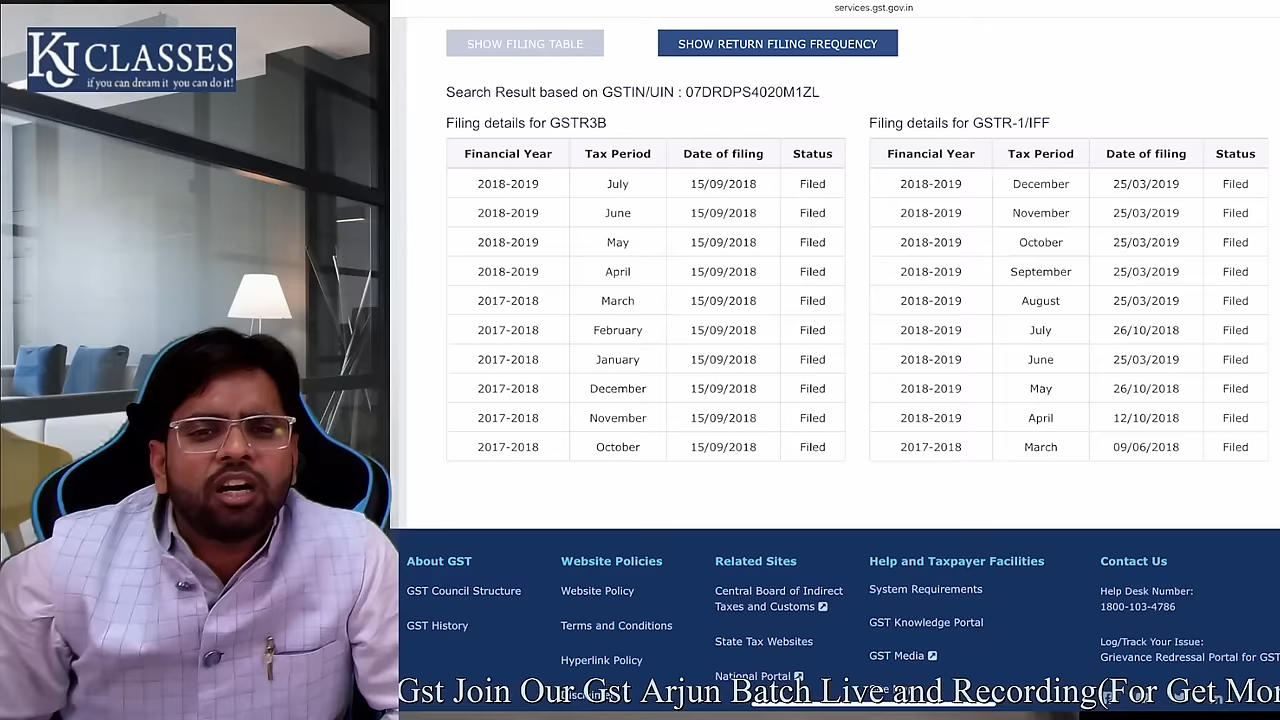 KJ CLASSES
if you can dream it you can do it!
services.gst.gov.in
SHOW FILING TABLE
SHOW RETURN FILING FREQUENCY
Search Result based on GSTIN/UIN : 07DRDPS4020M1ZL
Filing details for GSTR3B
Financial Year Tax Period Date of filing Status
2018-2019 July 15/09/2018 Filed
2018-2019 June 15/09/2018 Filed
2018-2019 May 15/09/2018 Filed
2018-2019 April 15/09/2018 Filed
2017-2018 March 15/09/2018 Filed
2017-2018 February 15/09/2018 Filed
2017-2018 January 15/09/2018 Filed
2017-2018 December 15/09/2018 Filed
2017-2018 November 15/09/2018 Filed
2017-2018 October 15/09/2018 Filed
Filing details for GSTR-1/IFF
Financial Year Tax Period Date of filing Status
2018-2019 December 25/03/2019 Filed
2018-2019 November 25/03/2019 Filed
2018-2019 October 25/03/2019 Filed
2018-2019 September 25/03/2019 Filed
2018-2019 August 25/03/2019 Filed
2018-2019 July 26/10/2018 Filed
2018-2019 June 25/03/2019 Filed
2018-2019 May 26/10/2018 Filed
2018-2019 April 12/10/2018 Filed
2017-2018 March 09/06/2018 Filed
About GST
GST Council Structure
GST History
Website Policies
Website Policy
Terms and Conditions
Hyperlink Policy
Related Sites
Central Board of Indirect
Taxes and Customs
State Tax Websites
National Portal
Help and Taxpayer Facilities
System Requirements
GST Knowledge Portal
GST Media
Contact Us
Help Desk Number:
1800-103-4786
Log/Track Your Issue:
Grievance Redressal Portal for GST
Gst Join Our Gst Arjun Batch Live and Recording(For Get Mor